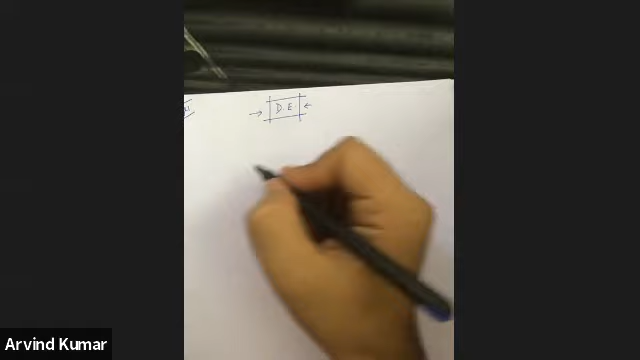 → D.E. ←
Arvind Kumar